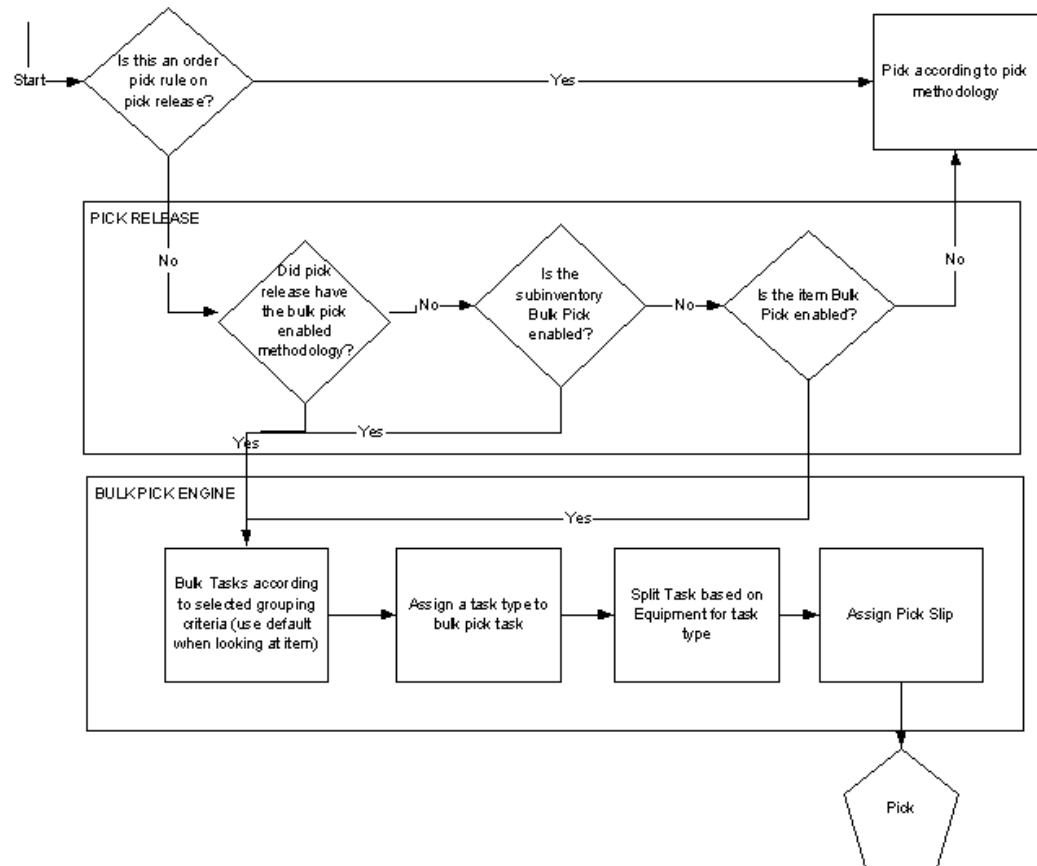 Is this an order
pick rule on
pick release?
Start
Yes
Pick according to pick
methodology
PICK RELEASE
No
Did pick
release have
the bulk pick
enabled
methodology?
No
Is the
subinventory
Bulk Pick
enabled?
No
Is the item Bulk
Pick enabled?
No
Yes
Yes
BULK PICK ENGINE
Yes
Bulk Tasks according
to selected grouping
criteria (use default
when looking at item)
Assign a task type to
bulk pick task
Split Task based on
Equipment for task
type
Assign Pick Slip
Pick